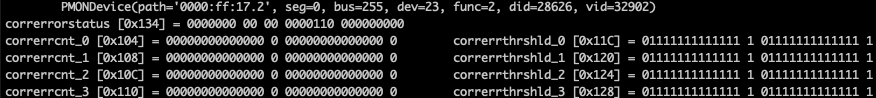 PMONDevice(path='0000:ff:17.2', seg=0, bus=255, dev=23, func=2, did=28626, vid=32902)
correrrorstatus [0x134] = 0000000 00 00 0000110 000000000
correrrcnt_0 [0x104] = 000000000000000 0 000000000000000 0 correrrthrshld_0 [0x11C] = 011111111111111 1 011111111111111 1
correrrcnt_1 [0x108] = 000000000000000 0 000000000000000 0 correrrthrshld_1 [0x120] = 011111111111111 1 011111111111111 1
correrrcnt_2 [0x10C] = 000000000000000 0 000000000000000 0 correrrthrshld_2 [0x124] = 011111111111111 1 011111111111111 1
correrrcnt_3 [0x110] = 000000000000000 0 000000000000000 0 correrrthrshld_3 [0x128] = 011111111111111 1 011111111111111 1